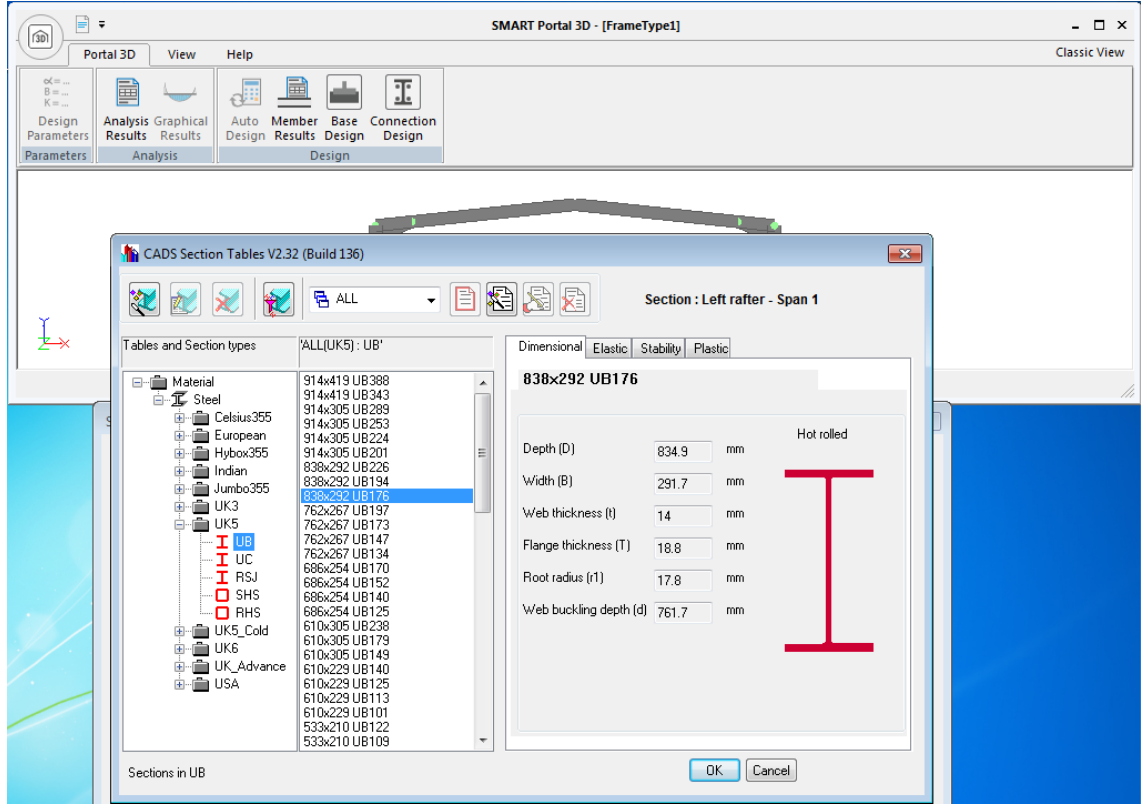 SMART Portal 3D - [FrameType1]
3D
Portal 3D View Help Classic View
α = ...
B = ...
K = ...
Design Parameters
Analysis Results
Graphical Results
Auto Design
Member Results
Base Design
Connection Design
Parameters Analysis Design
Y
Z X
CADS Section Tables V2.32 (Build 136)
ALL
Section : Left rafter - Span 1
Tables and Section types
'ALL(UK5) : UB'
Material
Steel
Celsius355
European
Hybox355
Indian
Jumbo355
UK3
UK5
UB
UC
RSJ
SHS
RHS
UK5_Cold
UK6
UK_Advance
USA
914x419 UB388
914x419 UB343
914x305 UB289
914x305 UB253
914x305 UB224
914x305 UB201
838x292 UB226
838x292 UB194
838x292 UB176
762x267 UB197
762x267 UB173
762x267 UB147
762x267 UB134
686x254 UB170
686x254 UB152
686x254 UB140
686x254 UB125
610x305 UB238
610x305 UB179
610x305 UB149
610x229 UB140
610x229 UB125
610x229 UB113
610x229 UB101
533x210 UB122
533x210 UB109
Dimensional Elastic Stability Plastic
838x292 UB176
Hot rolled
Depth (D) 834.9 mm
Width (B) 291.7 mm
Web thickness (t) 14 mm
Flange thickness (T) 18.8 mm
Root radius (r1) 17.8 mm
Web buckling depth (d) 761.7 mm
Sections in UB
OK Cancel